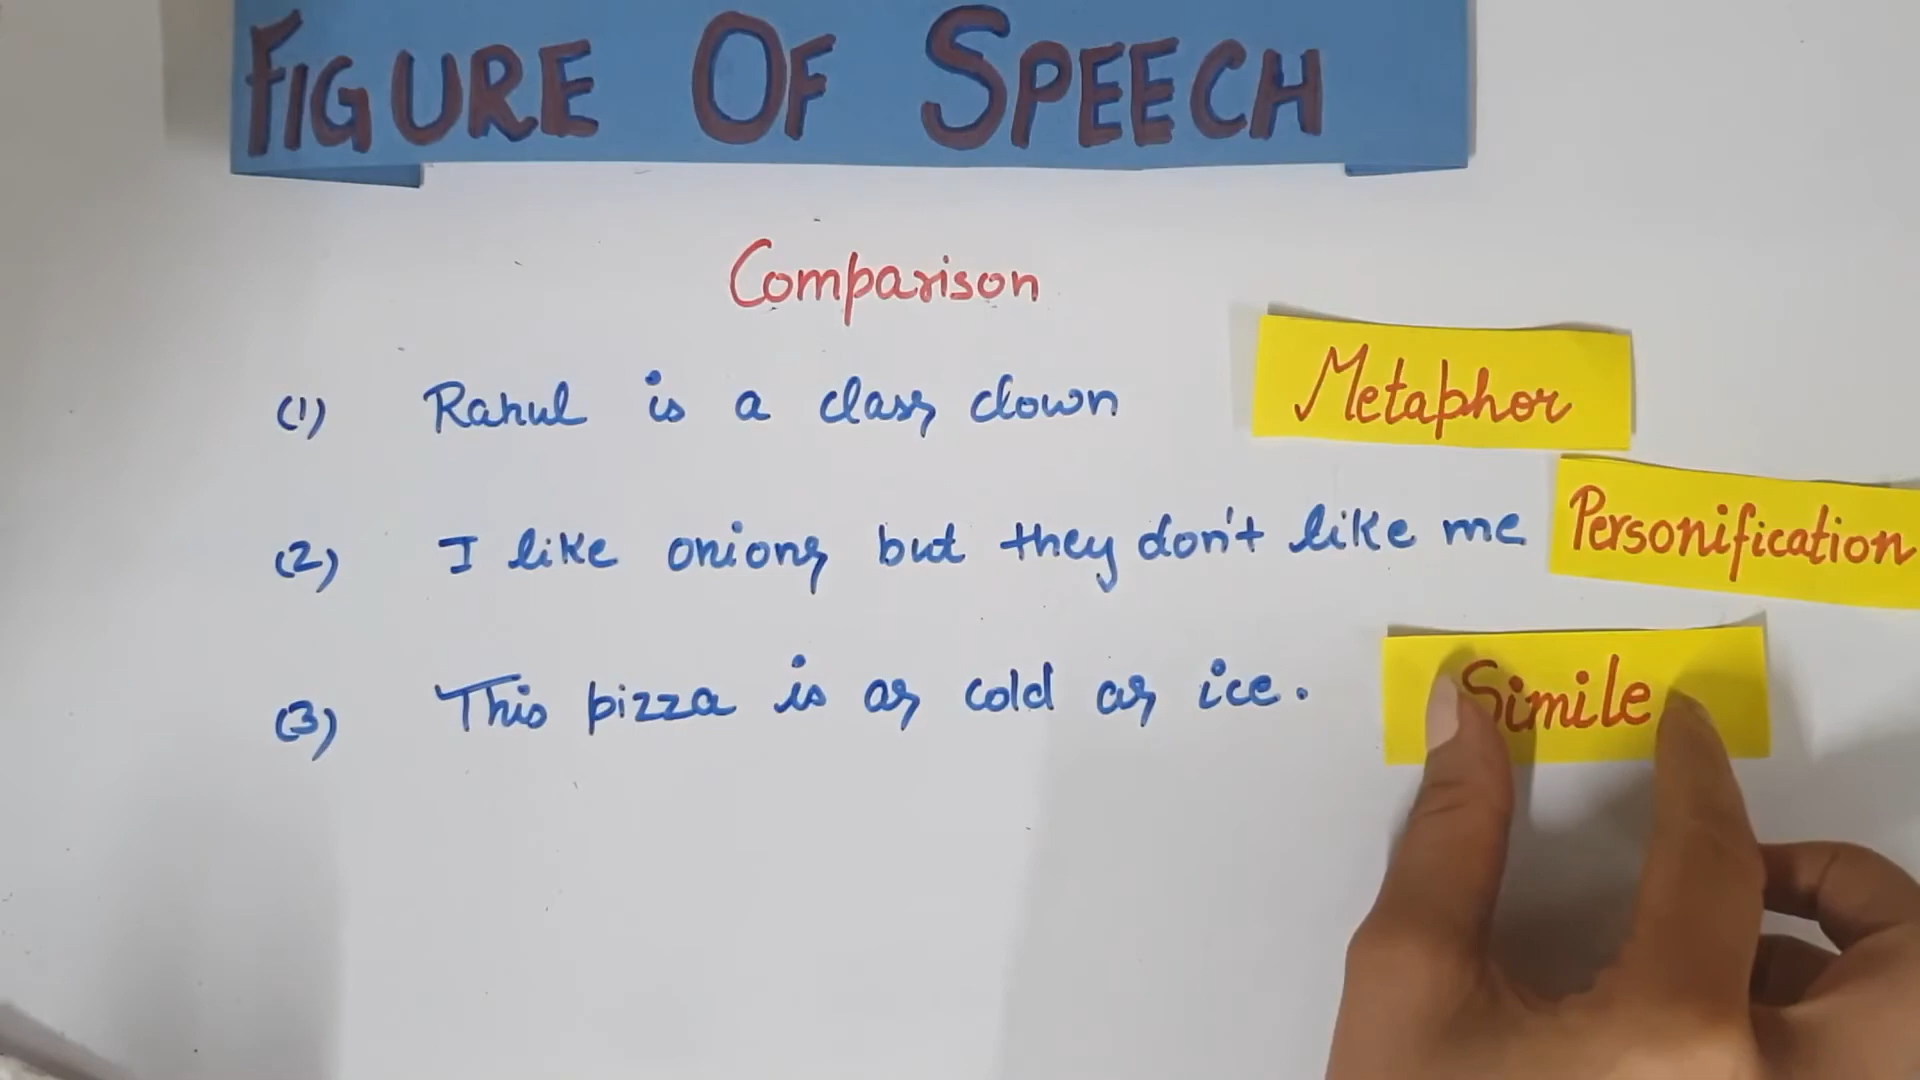 FIGURE OF SPEECH
Comparison
(1) Rahul is a class clown Metaphor
(2) I like onions but they don't like me Personification
(3) This pizza is as cold as ice. Simile